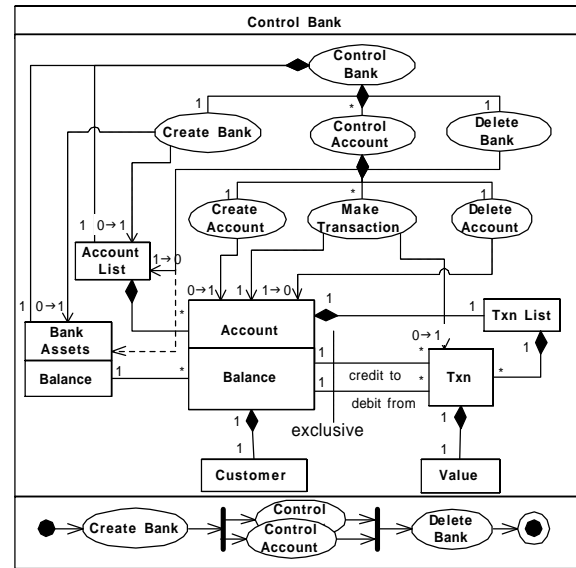 Control Bank
Control
Bank
1
*
1
Create Bank
Control
Account
Delete
Bank
1
*
1
Create
Account
Make
Transaction
Delete
Account
1
0→1
1→0
Account
List
0→1
1
1→0
1
0→1
*
1
1
Txn List
Account
1
Bank
Assets
0→1
1
*
Balance
1
*
Balance
1
credit to
*
Txn
*
1
debit from
*
exclusive
1
1
1
1
Customer
Value
Create Bank
Control
Account
Control
Account
Delete
Bank